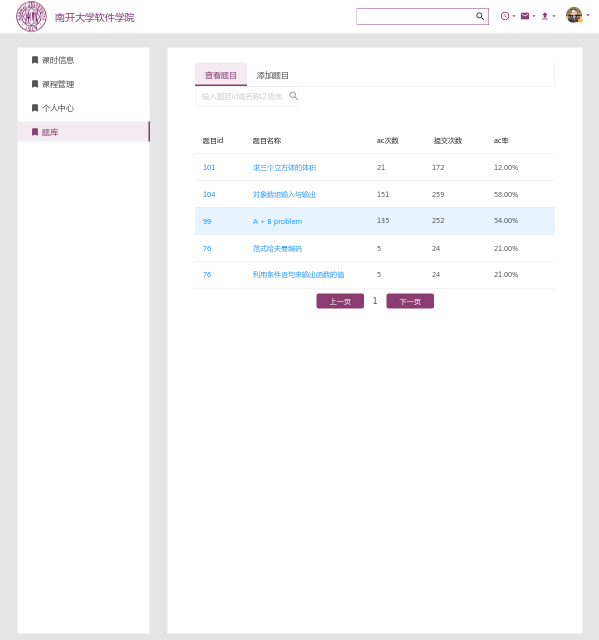 南开大学软件学院
课时信息
课程管理
个人中心
题库
查看题目 添加题目
输入题目id或名称以查询
题目id 题目名称 ac次数 提交次数 ac率
101 求三个立方体的体积 21 172 12.00%
104 对象数组输入与输出 151 259 58.00%
99 A + B problem 135 252 54.00%
76 范式哈夫曼编码 5 24 21.00%
76 利用条件语句来输出函数的值 5 24 21.00%
上一页 1 下一页